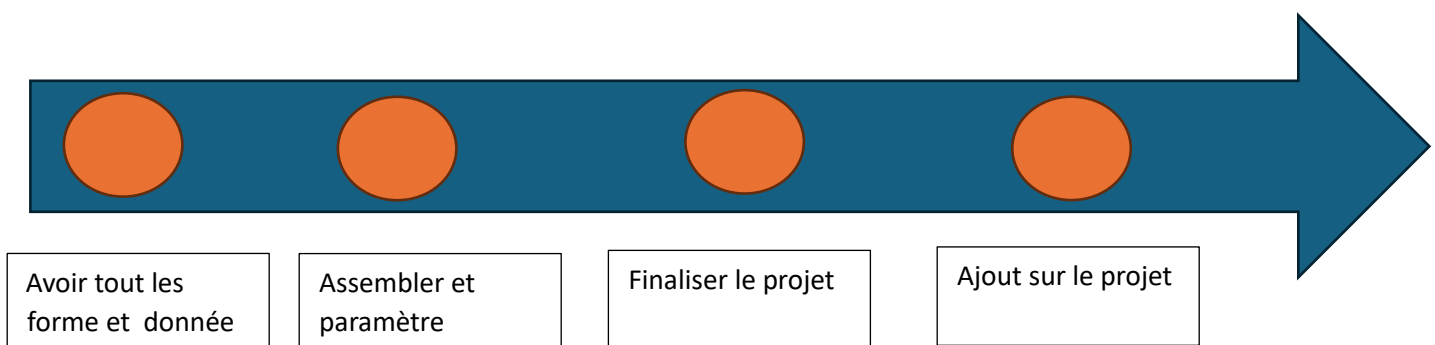 Avoir tout les
forme et  donnée
Assembler et
paramètre
Finaliser le projet
Ajout sur le projet